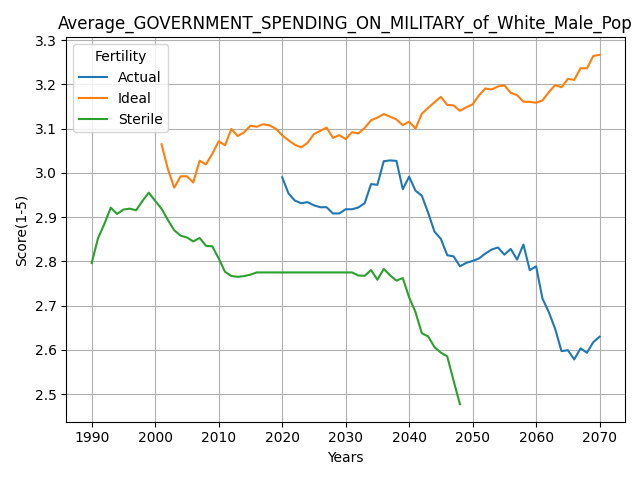 Average_GOVERNMENT_SPENDING_ON_MILITARY_of_White_Male_Pop
Fertility
Actual
Ideal
Sterile
3.3
3.2
3.1
3.0
2.9
2.8
2.7
2.6
2.5
Score(1-5)
1990 2000 2010 2020 2030 2040 2050 2060 2070
Years